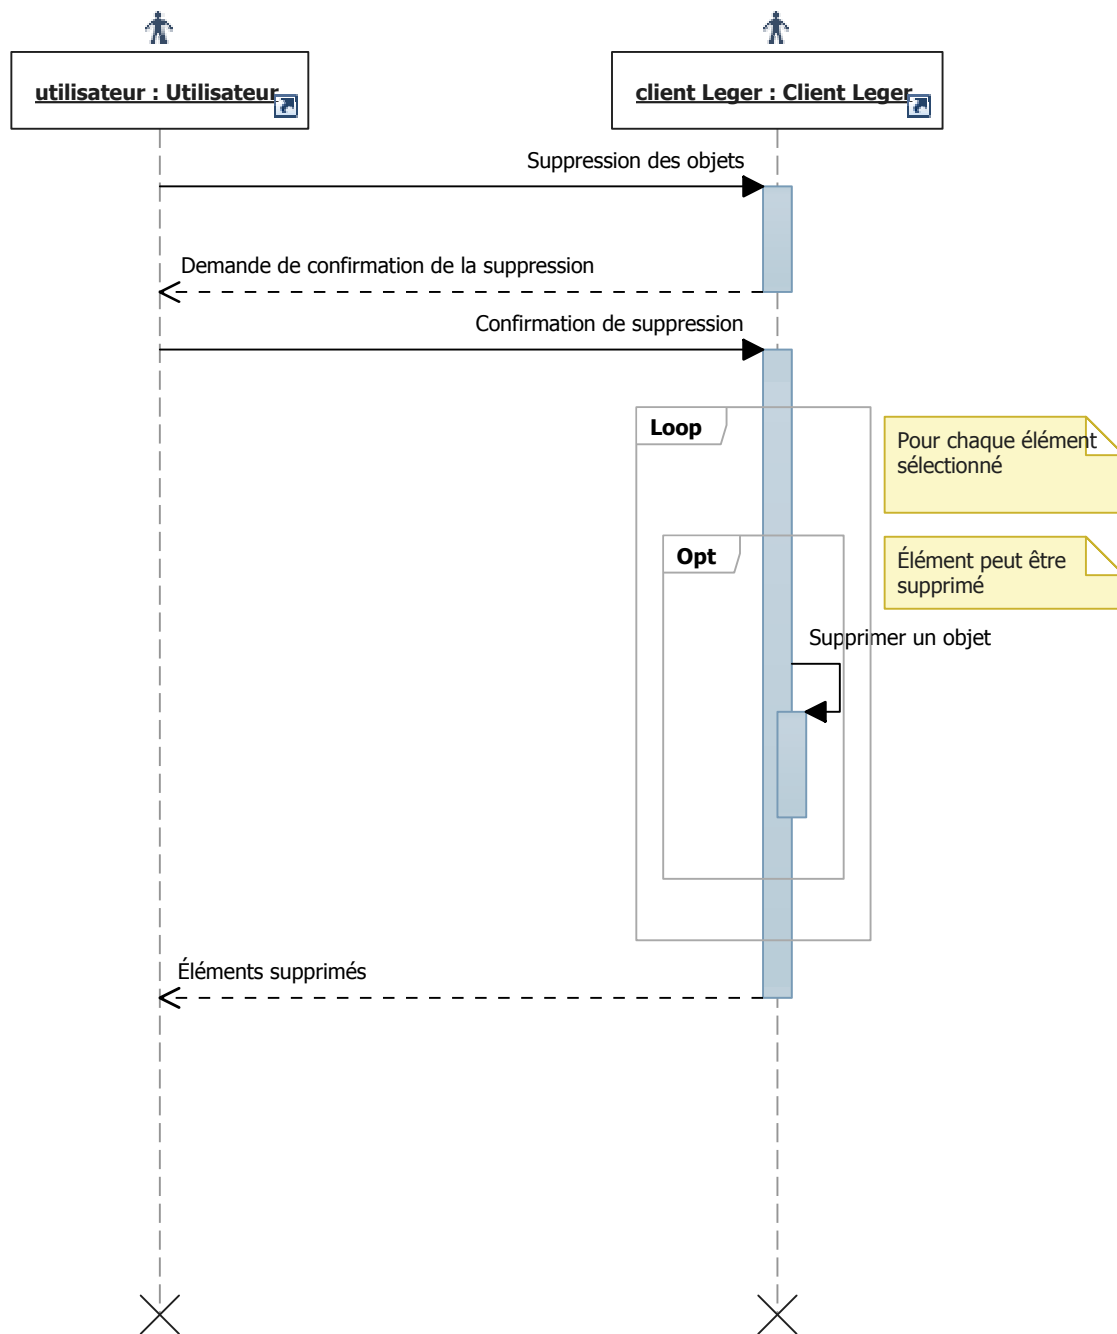 utilisateur : Utilisateur
client Leger : Client Leger
Suppression des objets
Demande de confirmation de la suppression
Confirmation de suppression
Loop
Pour chaque élément
sélectionné
Opt
Élément peut être
supprimé
Supprimer un objet
Éléments supprimés